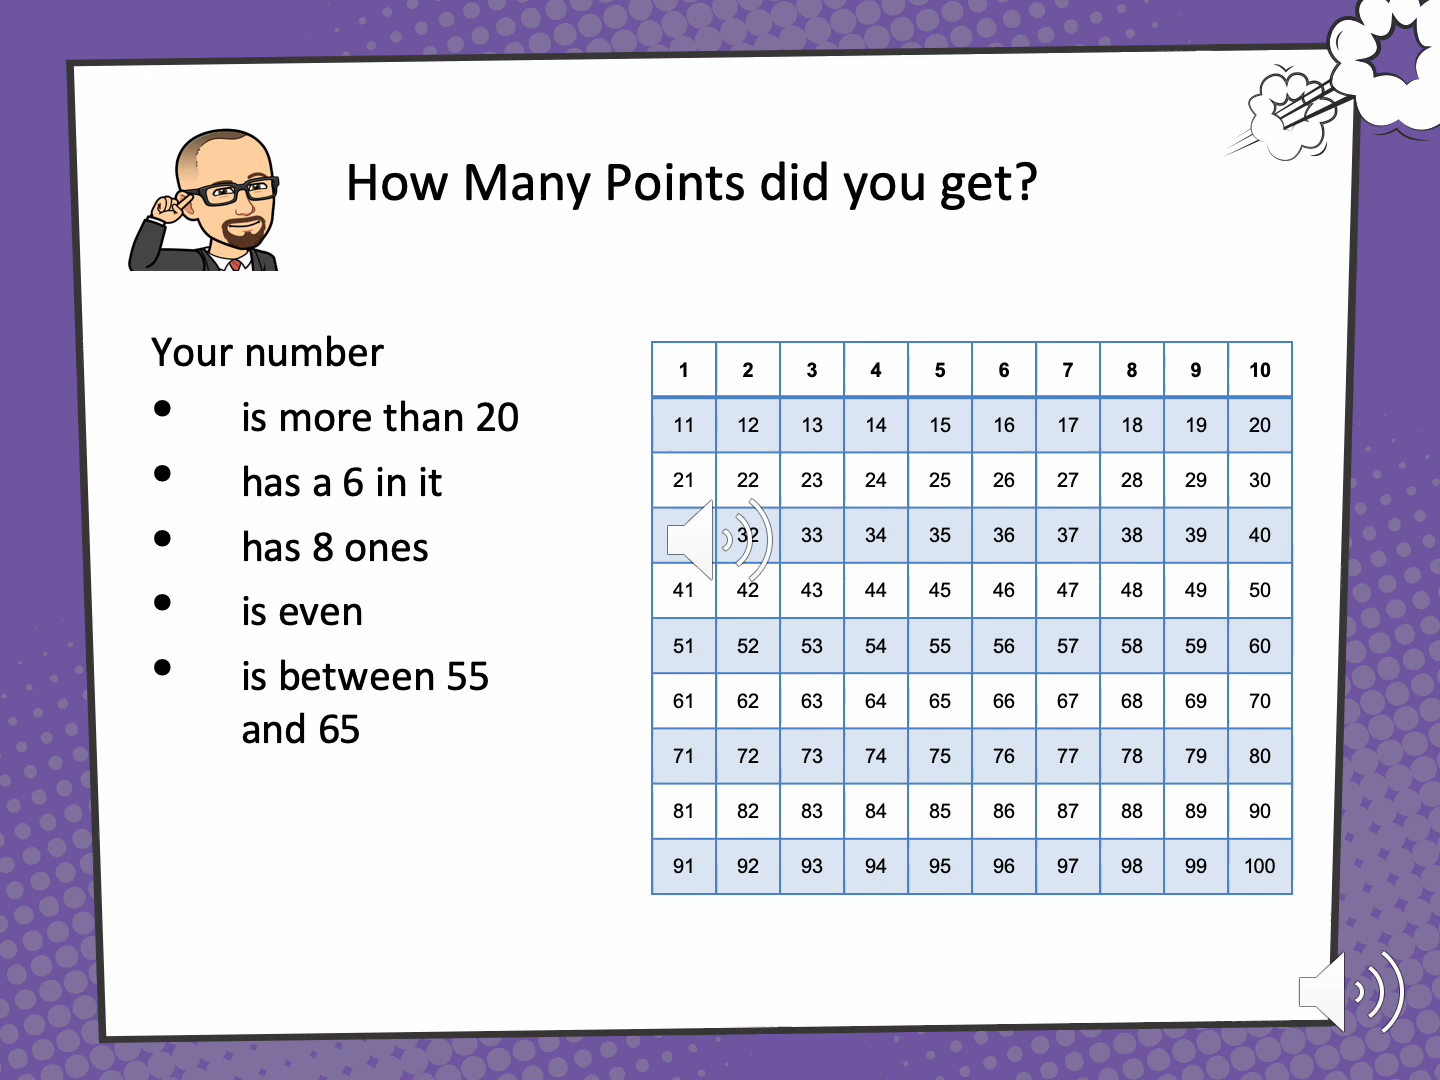 How Many Points did you get?
Your number
• is more than 20
• has a 6 in it
• has 8 ones
• is even
• is between 55
and 65
1 2 3 4 5 6 7 8 9 10
11 12 13 14 15 16 17 18 19 20
21 22 23 24 25 26 27 28 29 30
32 33 34 35 36 37 38 39 40
41 42 43 44 45 46 47 48 49 50
51 52 53 54 55 56 57 58 59 60
61 62 63 64 65 66 67 68 69 70
71 72 73 74 75 76 77 78 79 80
81 82 83 84 85 86 87 88 89 90
91 92 93 94 95 96 97 98 99 100